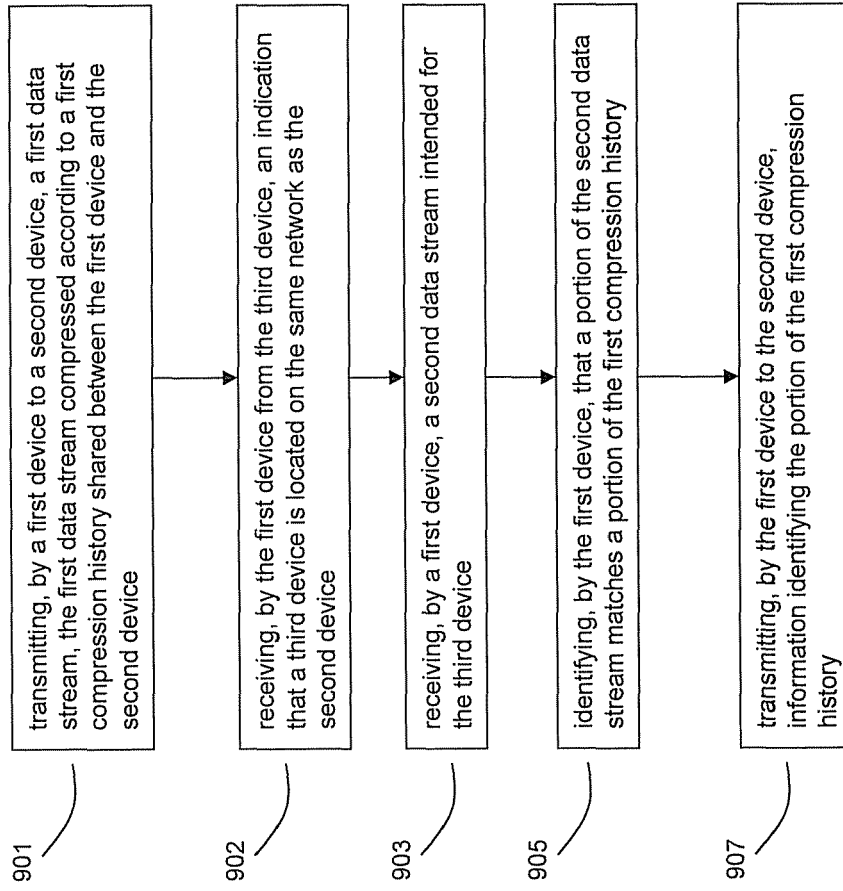 901
transmitting, by a first device to a second device, a first data
stream, the first data stream compressed according to a first
compression history shared between the first device and the
second device
902
receiving, by the first device from the third device, an indication
that a third device is located on the same network as the
second device
903
receiving, by a first device, a second data stream intended for
the third device
905
identifying, by the first device, that a portion of the second data
stream matches a portion of the first compression history
907
transmitting, by the first device to the second device,
information identifying the portion of the first compression
history